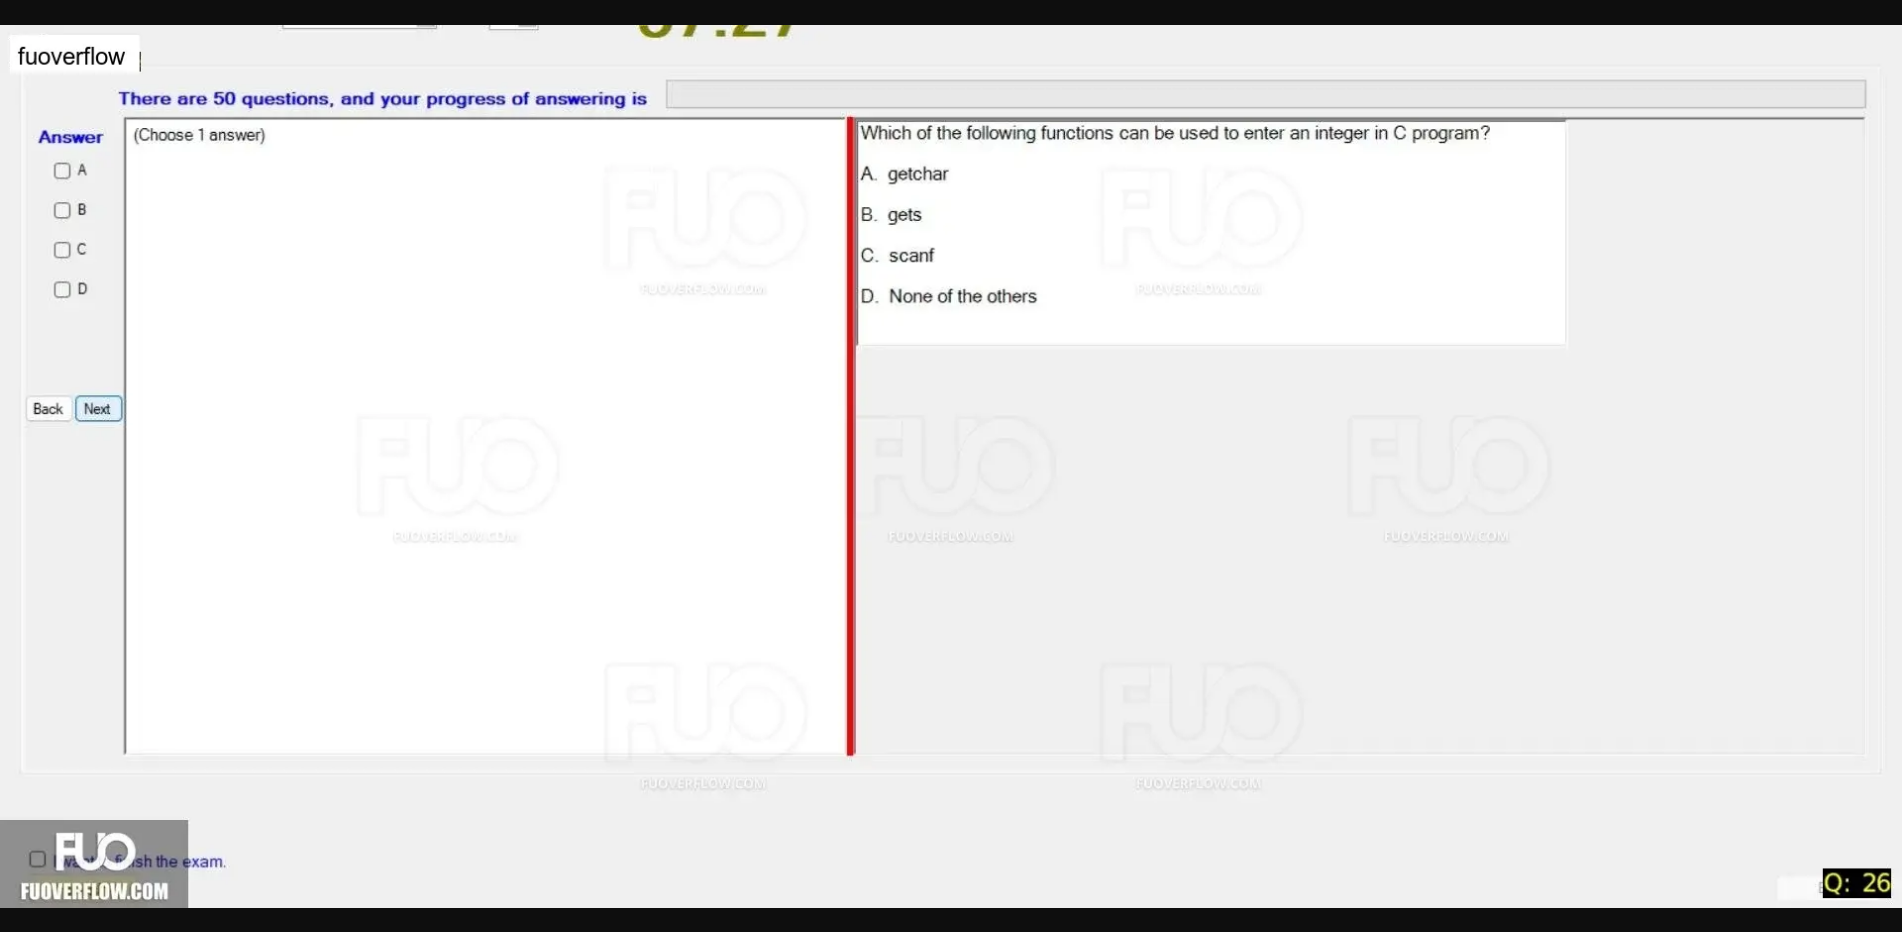 07:27
fuoverflow
There are 50 questions, and your progress of answering is
Answer
(Choose 1 answer)
A
B
C
D
Back Next
Which of the following functions can be used to enter an integer in C program?
A. getchar
B. gets
C. scanf
D. None of the others
FUO
FUOVERFLOW.COM
FUO
FUOVERFLOW.COM
FUO
FUOVERFLOW.COM
FUO
FUOVERFLOW.COM
FUO
FUOVERFLOW.COM
FUO
FUOVERFLOW.COM
FUO
FUOVERFLOW.COM
the exam.
FUO
FUOVERFLOW.COM
Q: 26